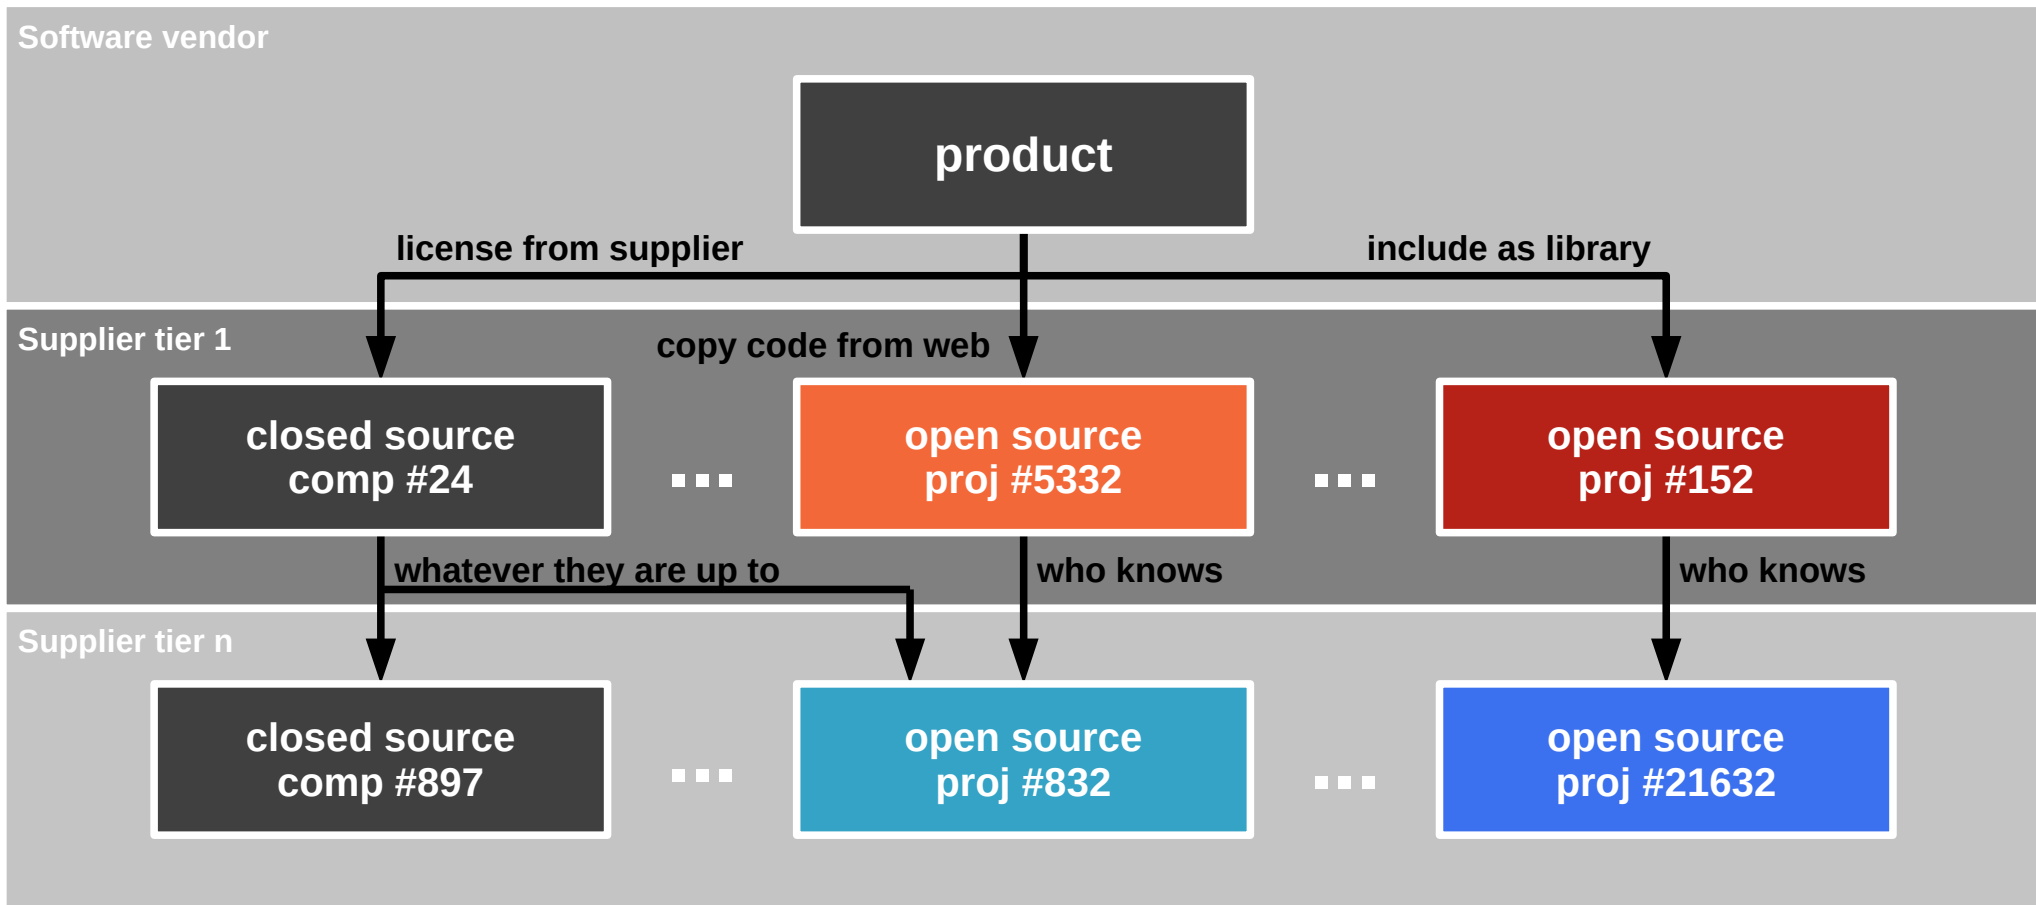 Software vendor
product
license from supplier
include as library
Supplier tier 1
copy code from web
closed source
comp #24
...
open source
proj #5332
...
open source
proj #152
whatever they are up to
who knows
who knows
Supplier tier n
closed source
comp #897
...
open source
proj #832
...
open source
proj #21632